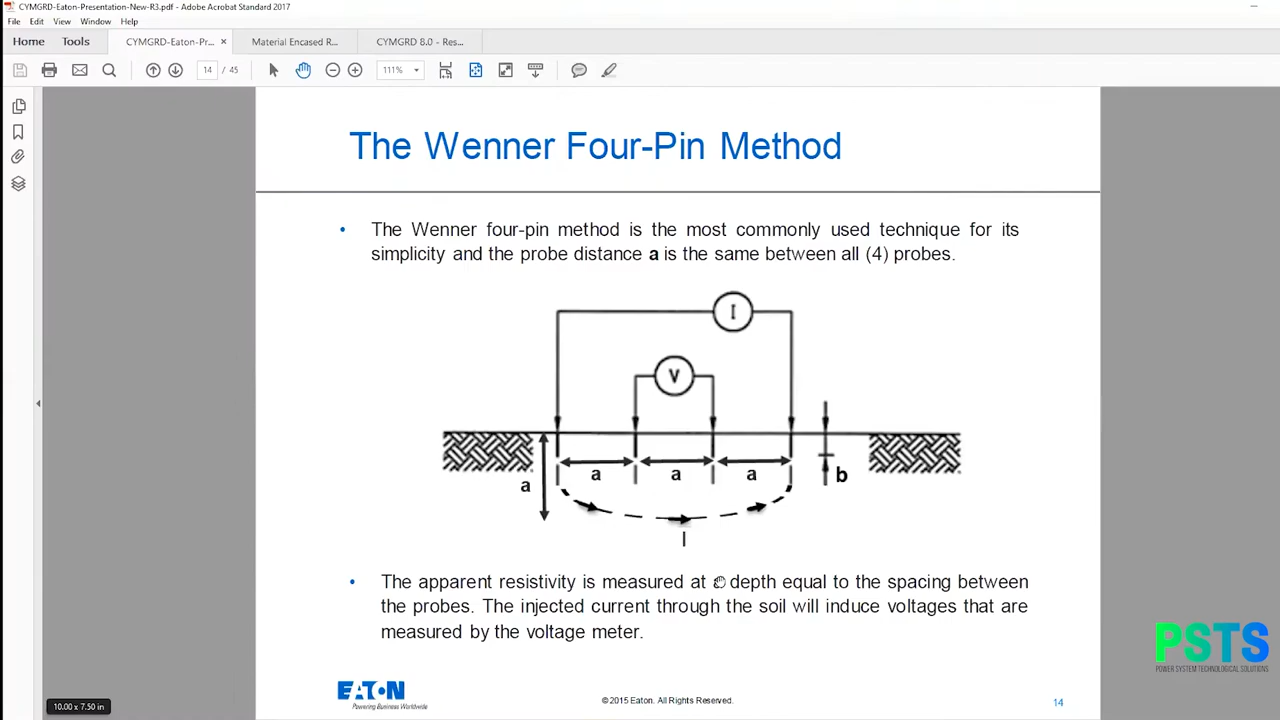 CYMGRD-Eaton-Presentation-New-R3.pdf - Adobe Acrobat Standard 2017
File Edit View Window Help
Home Tools CYMGRD-Eaton-Pr... × Material Encased R... CYMGRD 8.0 - Res...
14 / 45 111%
The Wenner Four-Pin Method
• The Wenner four-pin method is the most commonly used technique for its
simplicity and the probe distance a is the same between all (4) probes.
I
V
a a a
a b
I
• The apparent resistivity is measured at a depth equal to the spacing between
the probes. The injected current through the soil will induce voltages that are
measured by the voltage meter.
PSTS
POWER SYSTEM TECHNOLOGICAL SOLUTIONS
EATON
Powering Business Worldwide
© 2015 Eaton. All Rights Reserved.
14
10.00 x 7.50 in